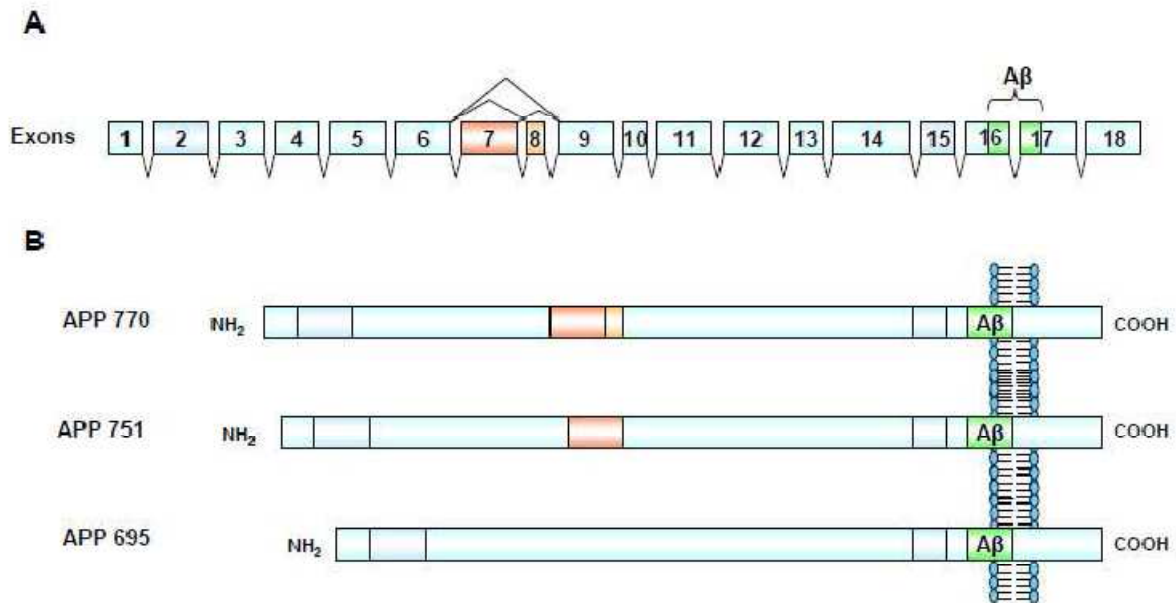 A
Aβ
Exons 1 2 3 4 5 6 7 8 9 10 11 12 13 14 15 16 17 18
B
APP 770 NH2 Aβ COOH
APP 751 NH2 Aβ COOH
APP 695 NH2 Aβ COOH